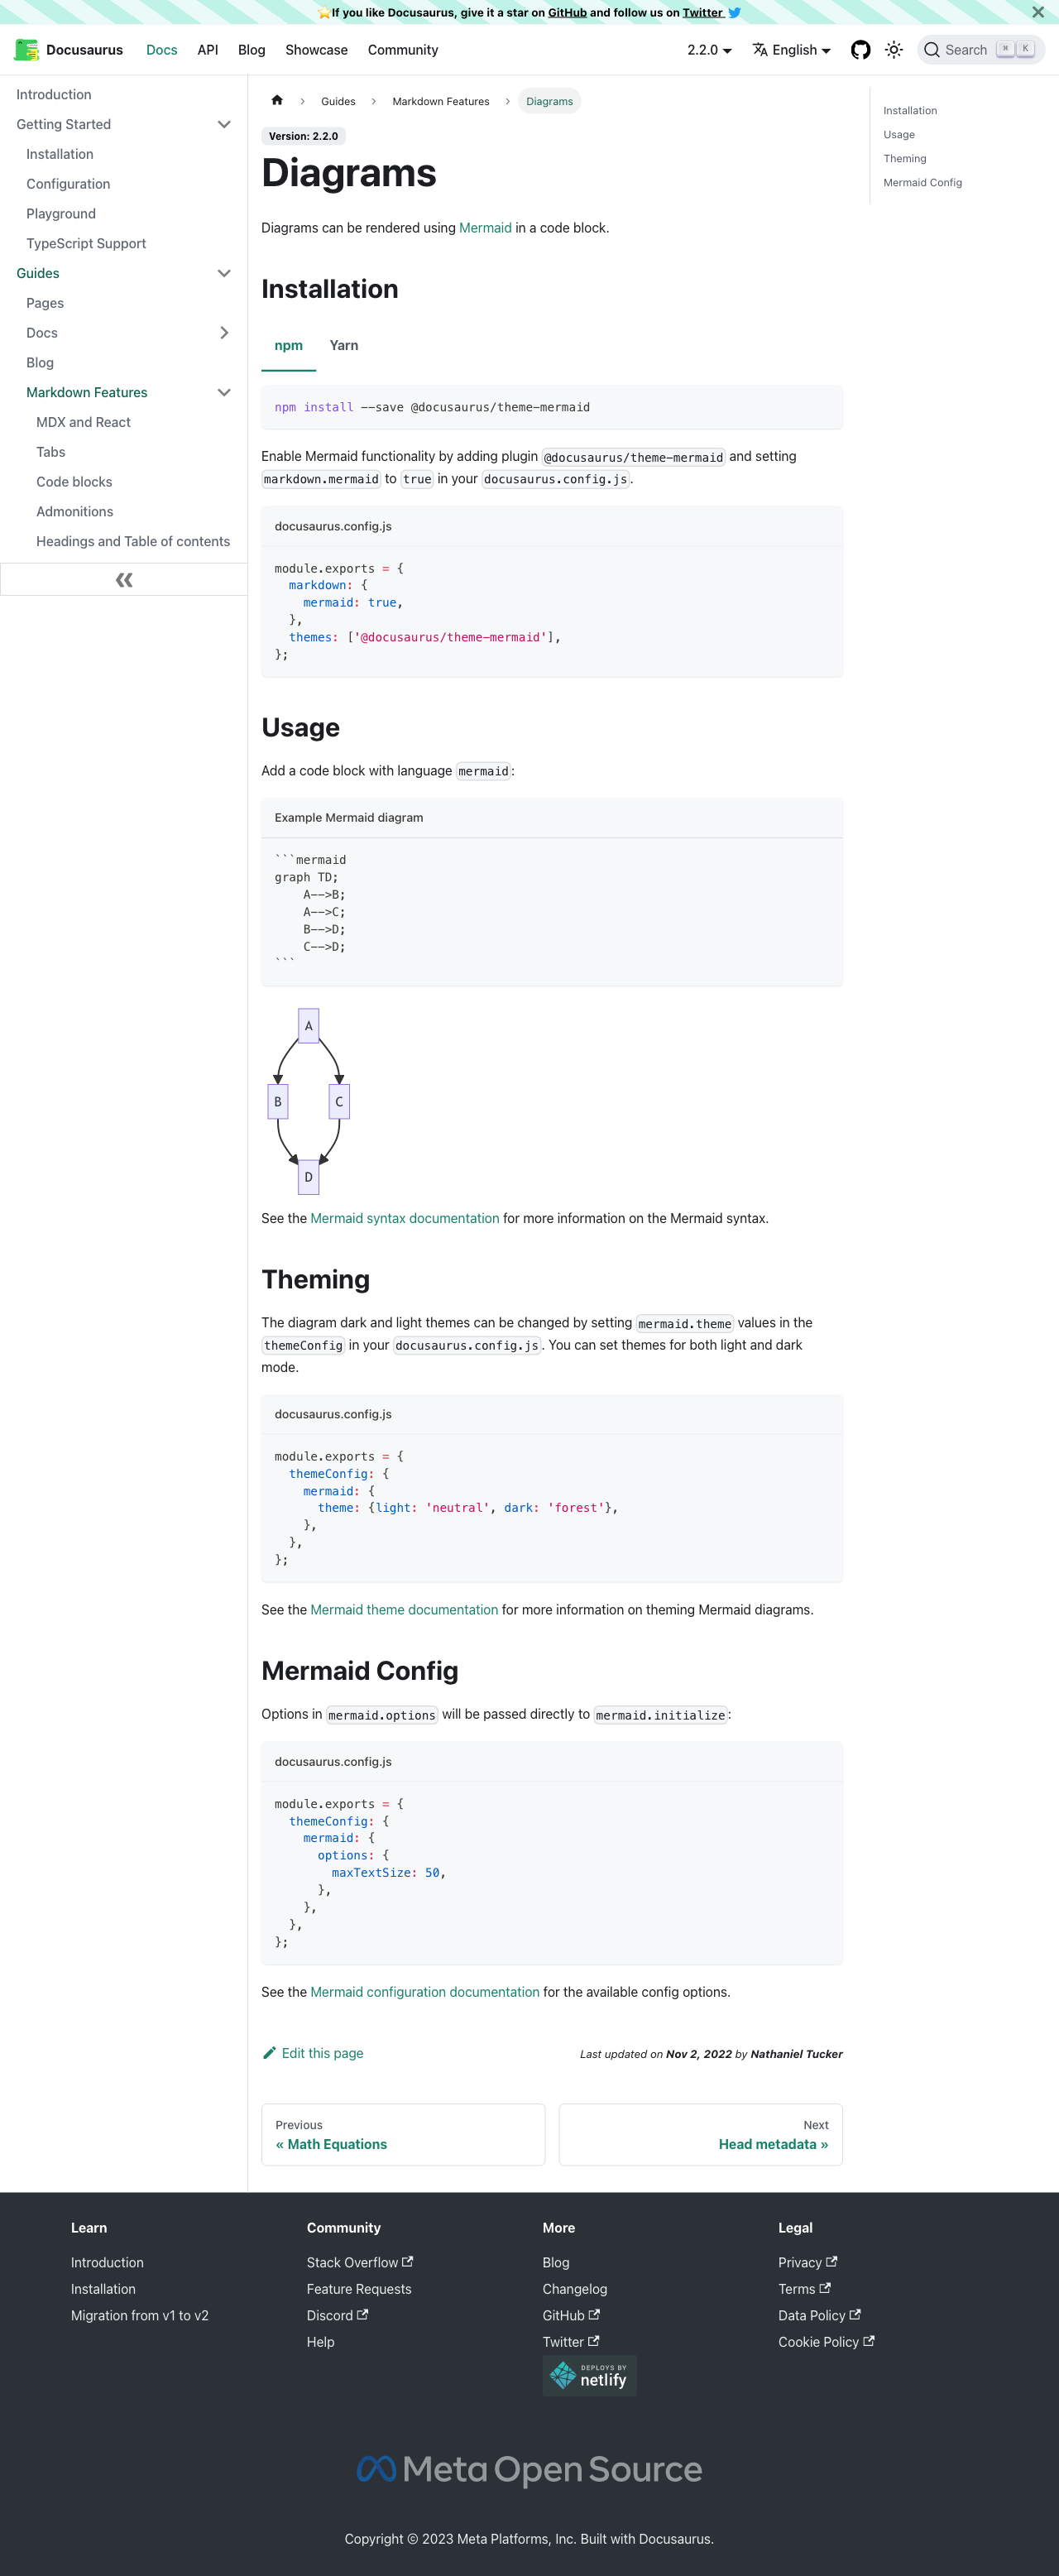 ⭐️If you like Docusaurus, give it a star on GitHub and follow us on Twitter
Docusaurus Docs API Blog Showcase Community 2.2.0 English Search ⌘ K
Introduction
Getting Started
Installation
Configuration
Playground
TypeScript Support
Guides
Pages
Docs
Blog
Markdown Features
MDX and React
Tabs
Code blocks
Admonitions
Headings and Table of contents
Guides Markdown Features Diagrams
Version: 2.2.0
Diagrams
Diagrams can be rendered using Mermaid in a code block.
Installation
npm Yarn
npm install --save @docusaurus/theme-mermaid
Enable Mermaid functionality by adding plugin @docusaurus/theme-mermaid and setting
markdown.mermaid to true in your docusaurus.config.js.
docusaurus.config.js
module.exports = {
  markdown: {
    mermaid: true,
  },
  themes: ['@docusaurus/theme-mermaid'],
};
Usage
Add a code block with language mermaid:
Example Mermaid diagram
```mermaid
graph TD;
    A-->B;
    A-->C;
    B-->D;
    C-->D;
```
A
B C
D
See the Mermaid syntax documentation for more information on the Mermaid syntax.
Theming
The diagram dark and light themes can be changed by setting mermaid.theme values in the
themeConfig in your docusaurus.config.js. You can set themes for both light and dark
mode.
docusaurus.config.js
module.exports = {
  themeConfig: {
    mermaid: {
      theme: {light: 'neutral', dark: 'forest'},
    },
  },
};
See the Mermaid theme documentation for more information on theming Mermaid diagrams.
Mermaid Config
Options in mermaid.options will be passed directly to mermaid.initialize:
docusaurus.config.js
module.exports = {
  themeConfig: {
    mermaid: {
      options: {
        maxTextSize: 50,
      },
    },
  },
};
See the Mermaid configuration documentation for the available config options.
Edit this page Last updated on Nov 2, 2022 by Nathaniel Tucker
Previous
« Math Equations
Next
Head metadata »
Installation
Usage
Theming
Mermaid Config
Learn
Introduction
Installation
Migration from v1 to v2
Community
Stack Overflow
Feature Requests
Discord
Help
More
Blog
Changelog
GitHub
Twitter
DEPLOYS BY
netlify
Legal
Privacy
Terms
Data Policy
Cookie Policy
Meta Open Source
Copyright © 2023 Meta Platforms, Inc. Built with Docusaurus.